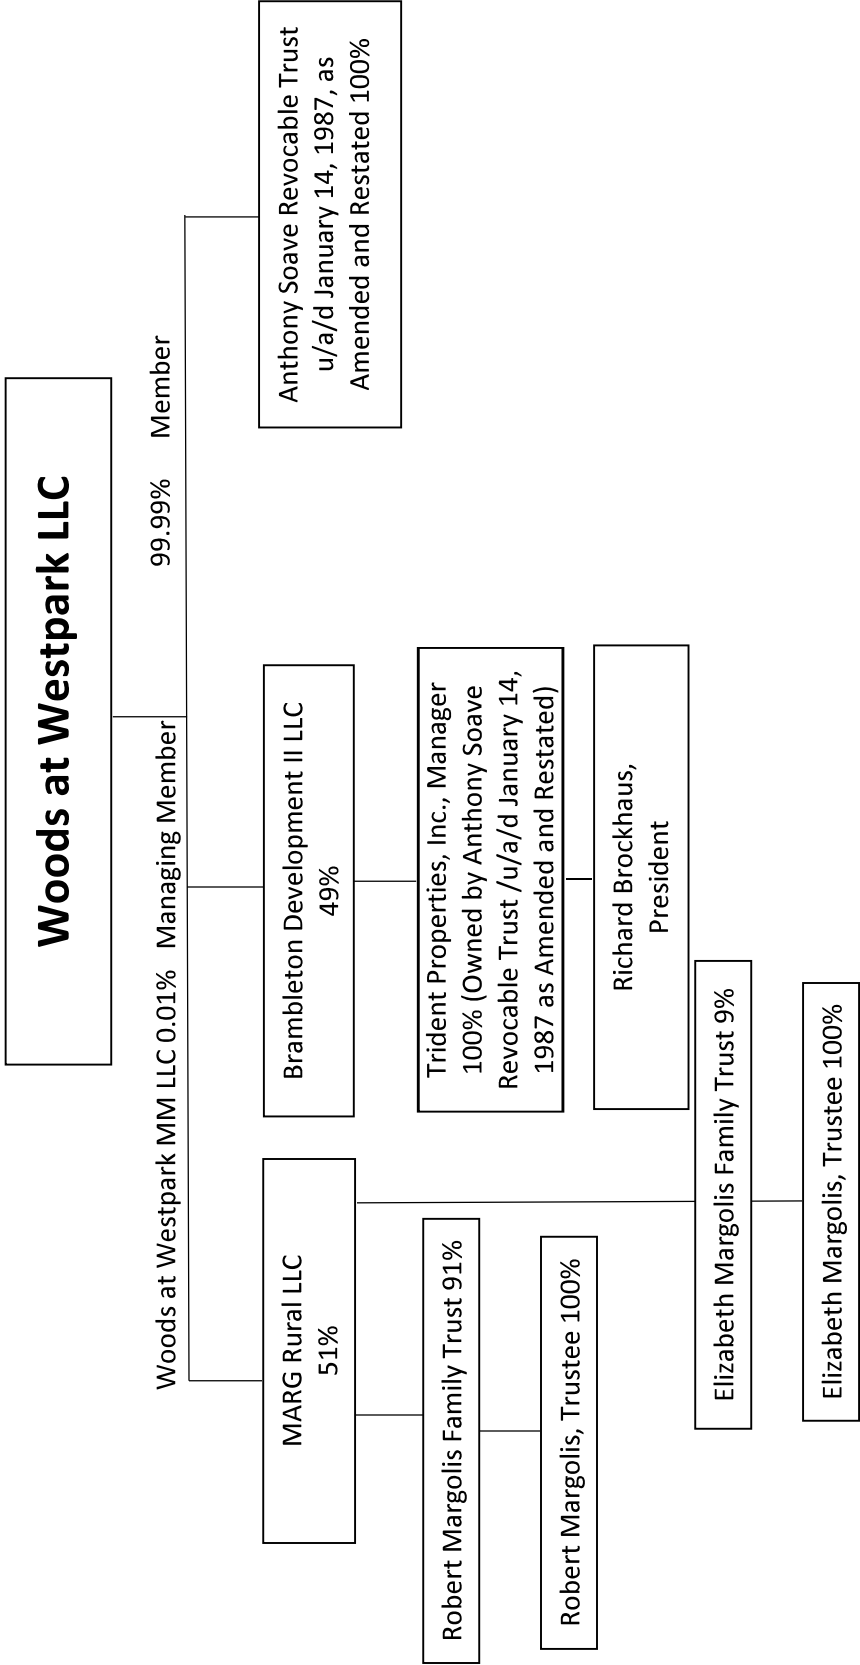 Woods at Westpark LLC
Woods at Westpark MM LLC 0.01% Managing Member
99.99% Member
MARG Rural LLC
51%
Brambleton Development II LLC
49%
Anthony Soave Revocable Trust
u/a/d January 14, 1987, as
Amended and Restated 100%
Robert Margolis Family Trust 91%
Trident Properties, Inc., Manager
100% (Owned by Anthony Soave
Revocable Trust /u/a/d January 14,
1987 as Amended and Restated)
Robert Margolis, Trustee 100%
Richard Brockhaus,
President
Elizabeth Margolis Family Trust 9%
Elizabeth Margolis, Trustee 100%